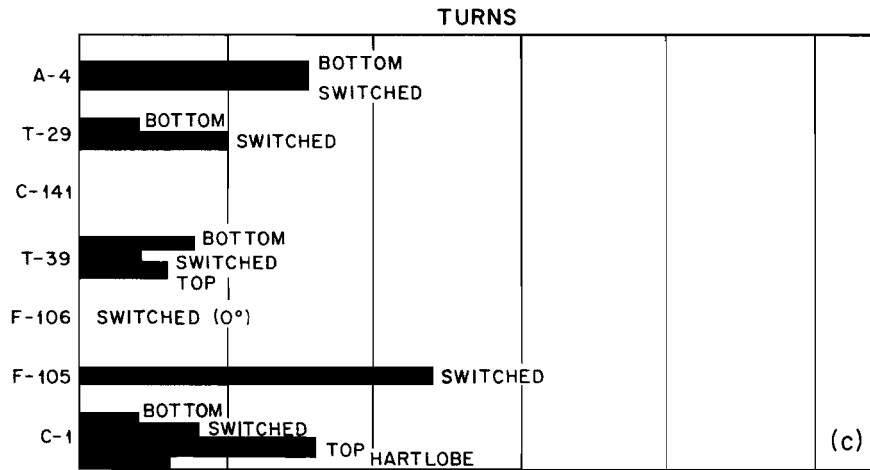 TURNS
A-4 BOTTOM
SWITCHED
T-29 BOTTOM
SWITCHED
C-141
T-39 BOTTOM
SWITCHED
TOP
F-106 SWITCHED (0°)
F-105 SWITCHED
C-1 BOTTOM
SWITCHED
TOP HARTLOBE
(c)